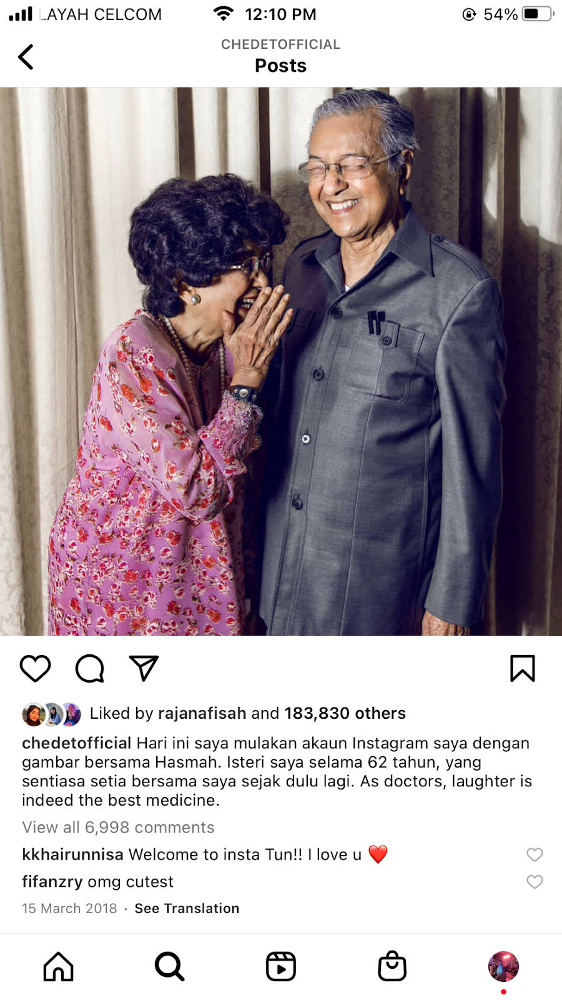 LAYAH CELCOM 12:10 PM 54%
CHEDETOFFICIAL
Posts
Liked by rajanafisah and 183,830 others
chedetofficial Hari ini saya mulakan akaun Instagram saya dengan
gambar bersama Hasmah. Isteri saya selama 62 tahun, yang
sentiasa setia bersama saya sejak dulu lagi. As doctors, laughter is
indeed the best medicine.
View all 6,998 comments
kkhairunnisa Welcome to insta Tun!! I love u ❤️
fifanzry omg cutest
15 March 2018 · See Translation